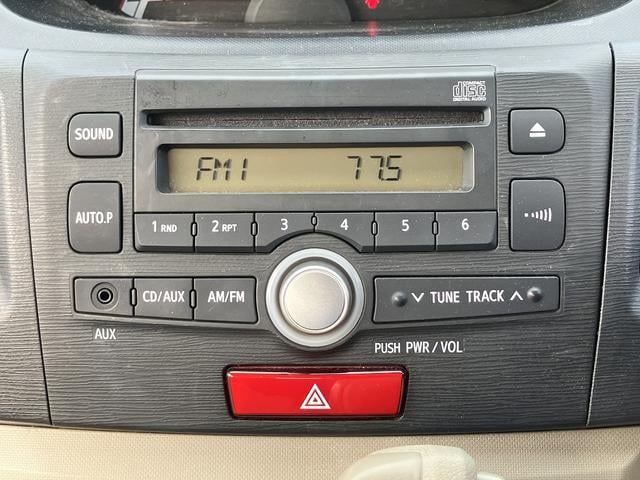 COMPACT
disc
DIGITAL AUDIO
SOUND
FM1 77.5
AUTO.P
1 RND 2 RPT 3 4 5 6
CD/AUX AM/FM TUNE TRACK
AUX
PUSH PWR/VOL